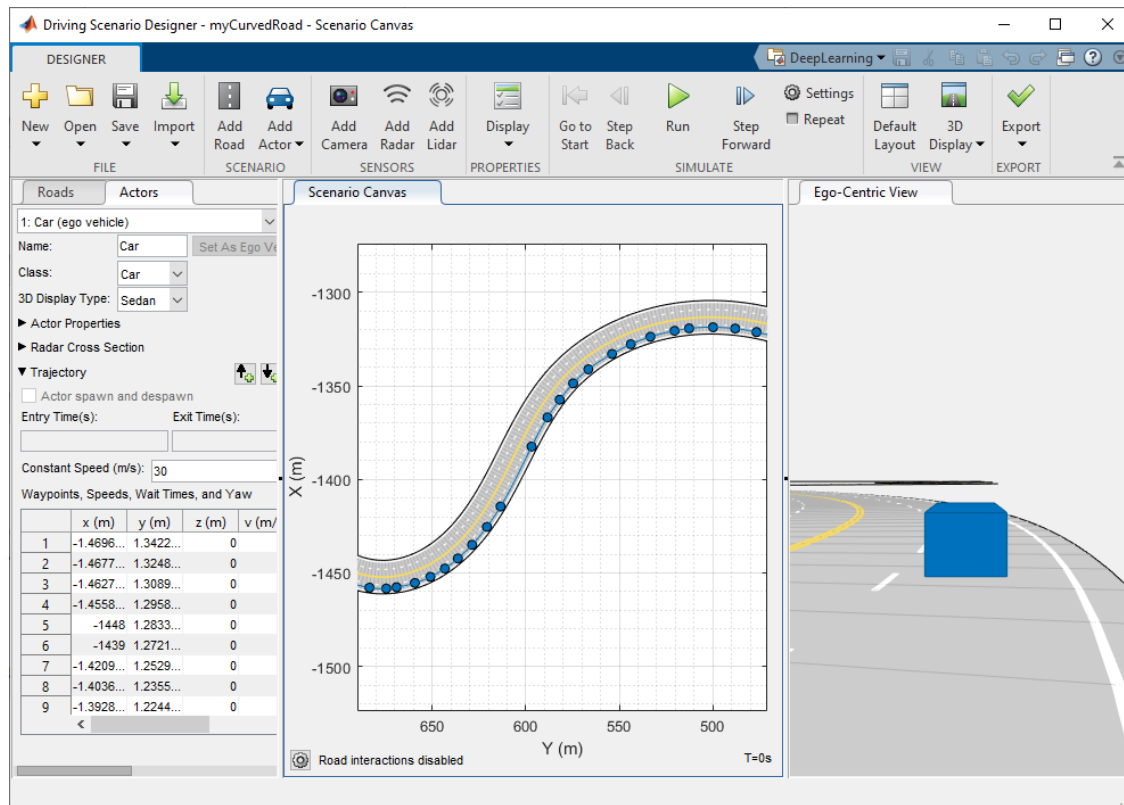 Driving Scenario Designer - myCurvedRoad - Scenario Canvas
DESIGNER
DeepLearning
New
Open
Save
Import
Add Road
Add Actor
Add Camera
Add Radar
Add Lidar
Display
Go to Start
Step Back
Run
Step Forward
Settings
Repeat
Default Layout
3D Display
Export
FILE
SCENARIO
SENSORS
PROPERTIES
SIMULATE
VIEW
EXPORT
Roads
Actors
1: Car (ego vehicle)
Name:
Car
Set As Ego Ve
Class:
Car
3D Display Type:
Sedan
Actor Properties
Radar Cross Section
Trajectory
Actor spawn and despawn
Entry Time(s):
Exit Time(s):
Constant Speed (m/s):
30
Waypoints, Speeds, Wait Times, and Yaw
x (m) y (m) z (m) v (m/
1 -1.4696... 1.3422... 0
2 -1.4677... 1.3248... 0
3 -1.4627... 1.3089... 0
4 -1.4558... 1.2958... 0
5 -1448 1.2833... 0
6 -1439 1.2721... 0
7 -1.4209... 1.2529... 0
8 -1.4036... 1.2355... 0
9 -1.3928... 1.2244... 0
Scenario Canvas
-1300
-1350
-1400
-1450
-1500
X (m)
650 600 550 500
Y (m)
Road interactions disabled
T=0s
Ego-Centric View